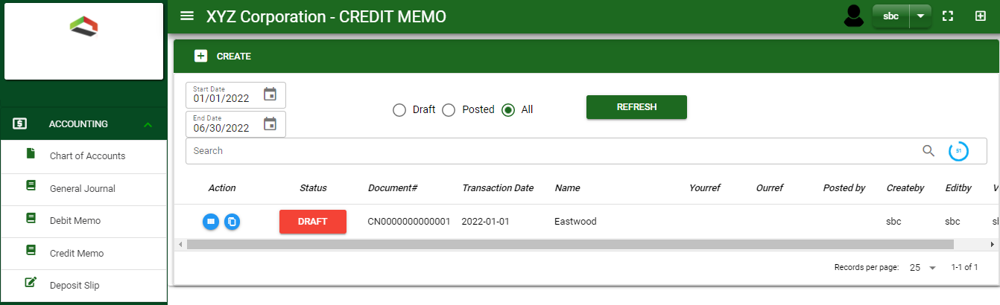 XYZ Corporation - CREDIT MEMO
sbc
CREATE
ACCOUNTING
Chart of Accounts
General Journal
Debit Memo
Credit Memo
Deposit Slip
Start Date
01/01/2022
End Date
06/30/2022
Draft Posted All
REFRESH
Search
51
Action Status Document# Transaction Date Name Yourref Ourref Posted by Createby Editby
DRAFT CN0000000000001 2022-01-01 Eastwood sbc sbc
Records per page: 25 1-1 of 1